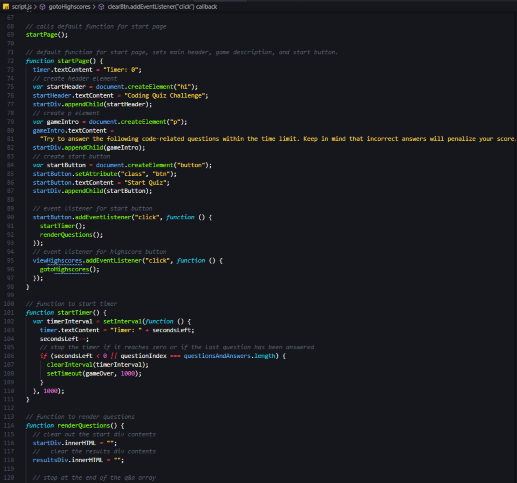 script.js > gotoHighscores > clearBtn.addEventListener("click") callback
67
68 // calls default function for start page
69 startPage();
70
71 // default function for start page, sets main header, game description, and start button.
72 function startPage() {
73 timer.textContent = "Timer: 0";
74 // create header element
75 var startHeader = document.createElement("h1");
76 startHeader.textContent = "Coding Quiz Challenge";
77 startDiv.appendChild(startHeader);
78 // create p element
79 var gameIntro = document.createElement("p");
80 gameIntro.textContent =
81 "Try to answer the following code-related questions within the time limit. Keep in mind that incorrect answers will penalize your score.
82 startDiv.appendChild(gameIntro);
83 // create start button
84 var startButton = document.createElement("button");
85 startButton.setAttribute("class", "btn");
86 startButton.textContent = "Start Quiz";
87 startDiv.appendChild(startButton);
88
89 // event listener for start button
90 startButton.addEventListener("click", function () {
91 startTimer();
92 renderQuestions();
93 });
94 // event listener for highscore button
95 viewHighscores.addEventListener("click", function () {
96 gotoHighscores();
97 });
98 }
99
100 // function to start timer
101 function startTimer() {
102 var timerInterval = setInterval(function () {
103 timer.textContent = "Timer: " + secondsLeft;
104 secondsLeft--;
105 // stop the timer if it reaches zero or if the last question has been answered
106 if (secondsLeft < 0 || questionIndex === questionsAndAnswers.length) {
107 clearInterval(timerInterval);
108 setTimeout(gameOver, 1000);
109 }
110 }, 1000);
111 }
112
113 // function to render questions
114 function renderQuestions() {
115 // clear out the start div contents
116 startDiv.innerHTML = "";
117 // clear the results div contents
118 resultsDiv.innerHTML = "";
119
120 // stop at the end of the q&a array